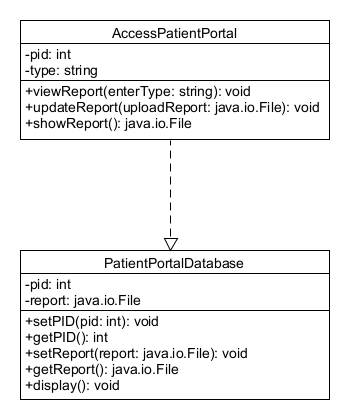 AccessPatientPortal
-pid: int
-type: string
+viewReport(enterType: string): void
+updateReport(uploadReport: java.io.File): void
+showReport(): java.io.File
PatientPortalDatabase
-pid: int
-report: java.io.File
+setPID(pid: int): void
+getPID(): int
+setReport(report: java.io.File): void
+getReport(): java.io.File
+display(): void